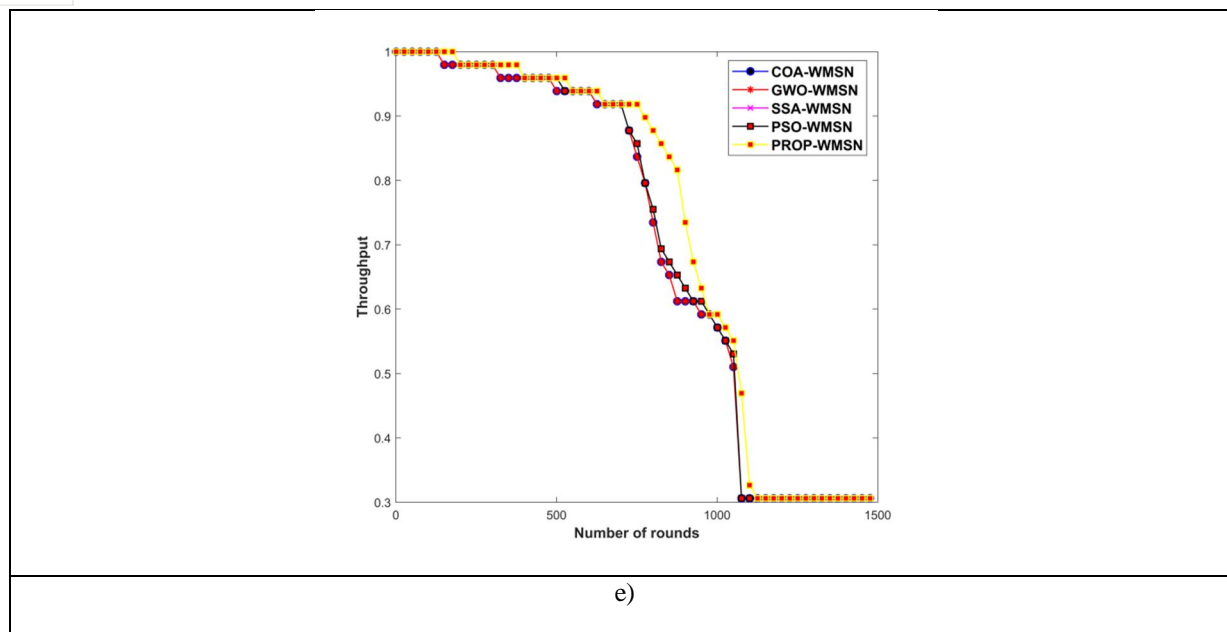 1
0.9
0.8
0.7
0.6
0.5
0.4
0.3
Throughput
COA-WMSN
GWO-WMSN
SSA-WMSN
PSO-WMSN
PROP-WMSN
0
500
1000
1500
Number of rounds
e)